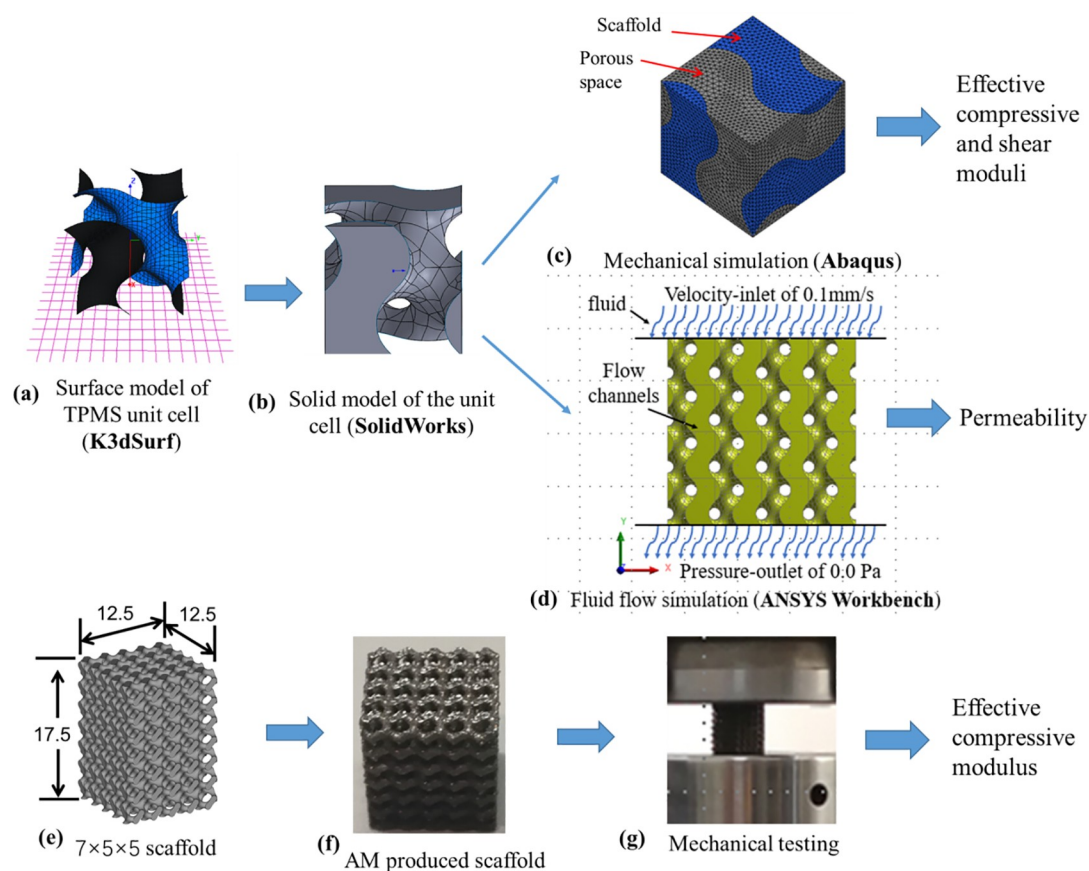 Scaffold
Porous
space
Effective
compressive
and shear
moduli
(c)
Mechanical simulation (Abaqus)
(a)
Surface model of
TPMS unit cell
(K3dSurf)
(b)
Solid model of the unit
cell (SolidWorks)
Velocity-inlet of 0.1mm/s
fluid
Flow
channels
Permeability
Y
X
Pressure-outlet of 0.0 Pa
(d)
Fluid flow simulation (ANSYS Workbench)
12.5
12.5
17.5
(e)
7×5×5 scaffold
(f)
AM produced scaffold
(g)
Mechanical testing
Effective
compressive
modulus